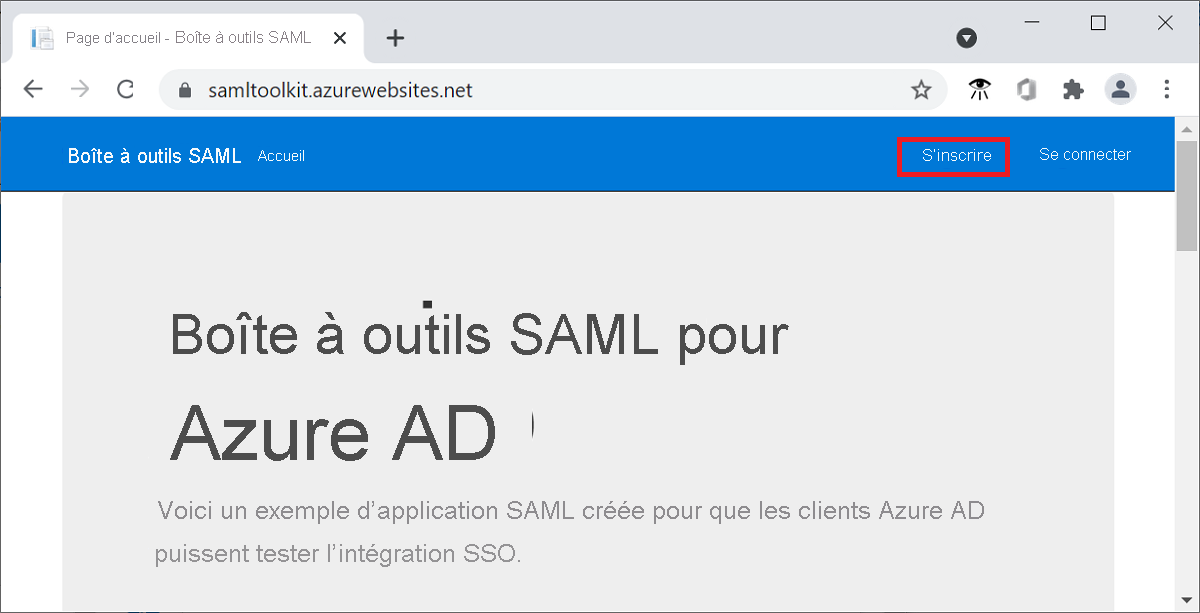 Page d'accueil - Boîte à outils SAML
samltoolkit.azurewebsites.net
Boîte à outils SAML Accueil S'inscrire Se connecter
Boîte à outils SAML pour
Azure AD
Voici un exemple d’application SAML créée pour que les clients Azure AD
puissent tester l’intégration SSO.